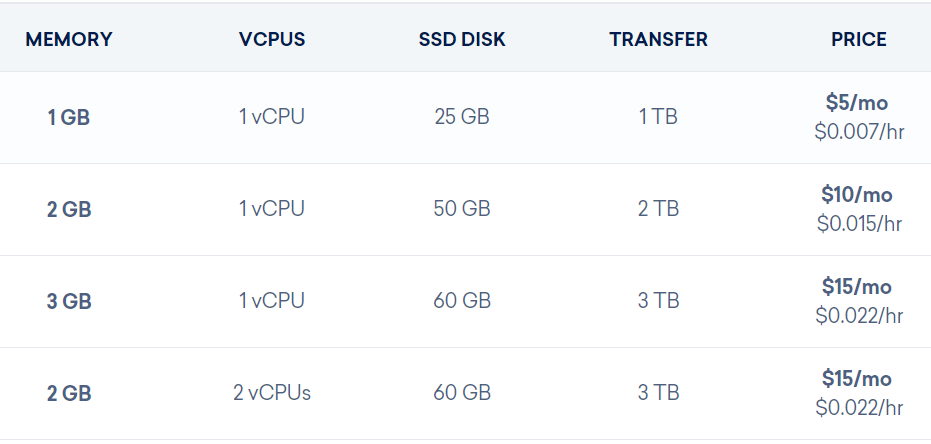 MEMORY VCPUS SSD DISK TRANSFER PRICE
1 GB 1 vCPU 25 GB 1 TB $5/mo
$0.007/hr
2 GB 1 vCPU 50 GB 2 TB $10/mo
$0.015/hr
3 GB 1 vCPU 60 GB 3 TB $15/mo
$0.022/hr
2 GB 2 vCPUs 60 GB 3 TB $15/mo
$0.022/hr